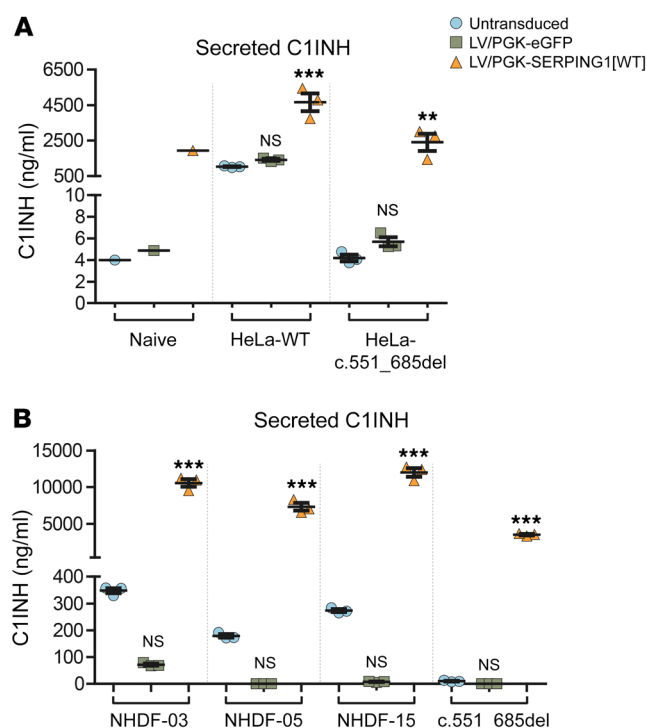 A
Untransduced
LV/PGK-eGFP
LV/PGK-SERPING1[WT]
Secreted C1INH
C1INH (ng/ml)
6500
4500
2500
500
10
8
6
4
2
0
***
NS
**
NS
Naive
HeLa-WT
HeLa-
c.551_685del
B
Secreted C1INH
C1INH (ng/ml)
15000
10000
5000
400
300
200
100
0
***
***
***
***
NS
NS
NS
NS
NHDF-03
NHDF-05
NHDF-15
c.551_685del